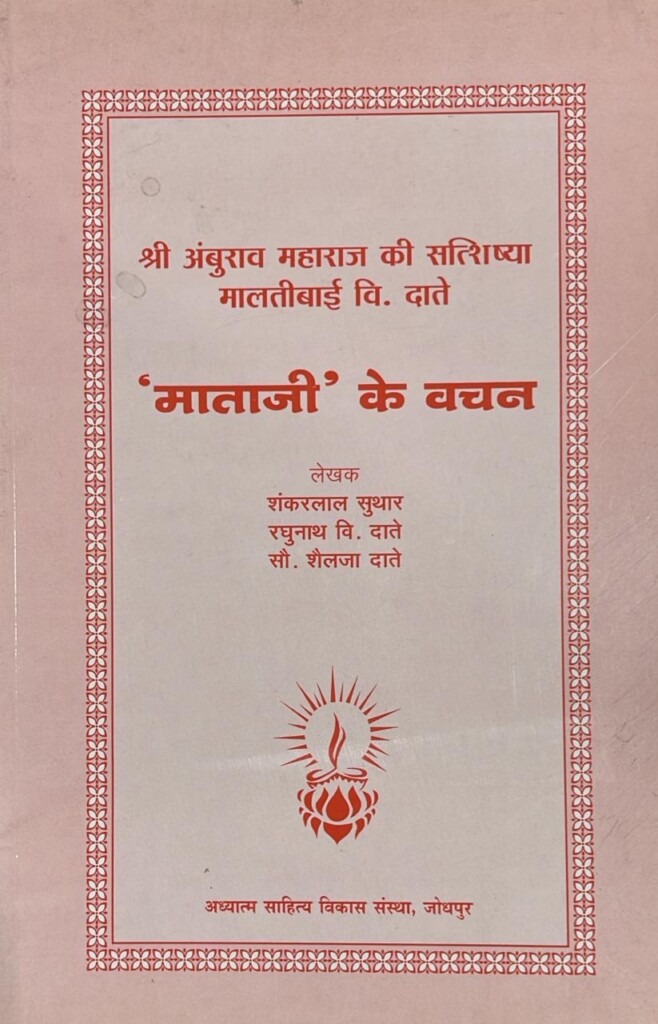 श्री अंबुराव महाराज की सत्शिष्या
मालतीबाई वि. दाते
‘माताजी’ के वचन
लेखक
शंकरलाल सुथार
रघुनाथ वि. दाते
सौ. शैलजा दाते
अध्यात्म साहित्य विकास संस्था, जोधपुर